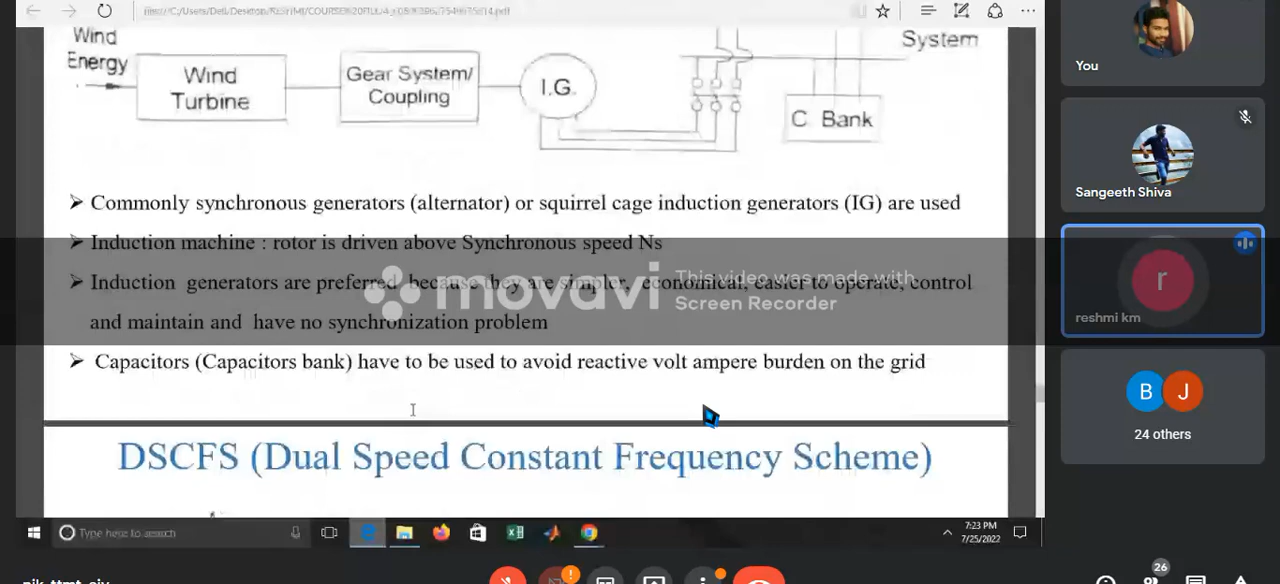 Wind
Energy
Wind
Turbine
Gear System/
Coupling
I.G.
System
C Bank
➢ Commonly synchronous generators (alternator) or squirrel cage induction generators (IG) are used
➢ Induction machine : rotor is driven above Synchronous speed Ns
➢ Induction generators are preferred because they are simpler, economical, easier to operate, control
and maintain and have no synchronization problem
➢ Capacitors (Capacitors bank) have to be used to avoid reactive volt ampere burden on the grid
DSCFS (Dual Speed Constant Frequency Scheme)
movavi
This video was made with
Screen Recorder
Type here to search
7:23 PM
7/25/2022
You
Sangeeth Shiva
r
reshmi km
B
J
24 others
26